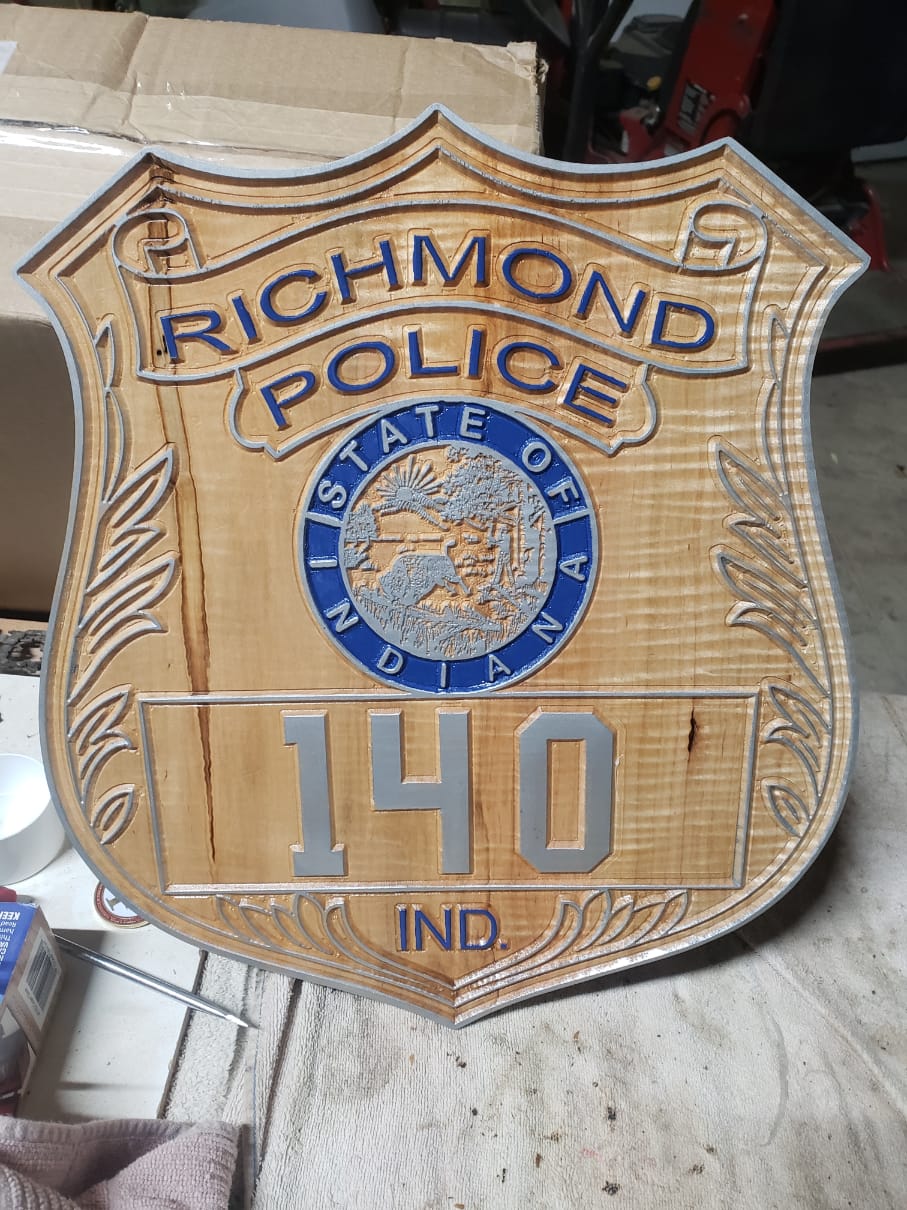 RICHMOND
POLICE
STATE OF
INDIANA
140
IND.